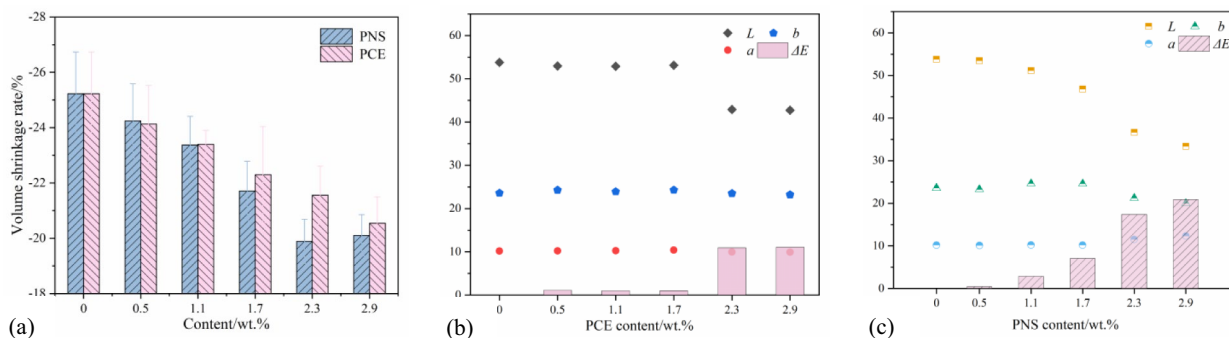 -28
-26
-24
-22
-20
-18
Volume shrinkage rate/%
PNS
PCE
0 0.5 1.1 1.7 2.3 2.9
Content/wt.%
(a)
60
50
40
30
20
10
0
L b
a ΔE
0 0.5 1.1 1.7 2.3 2.9
PCE content/wt.%
(b)
60
50
40
30
20
10
0
L b
a ΔE
0 0.5 1.1 1.7 2.3 2.9
PNS content/wt.%
(c)